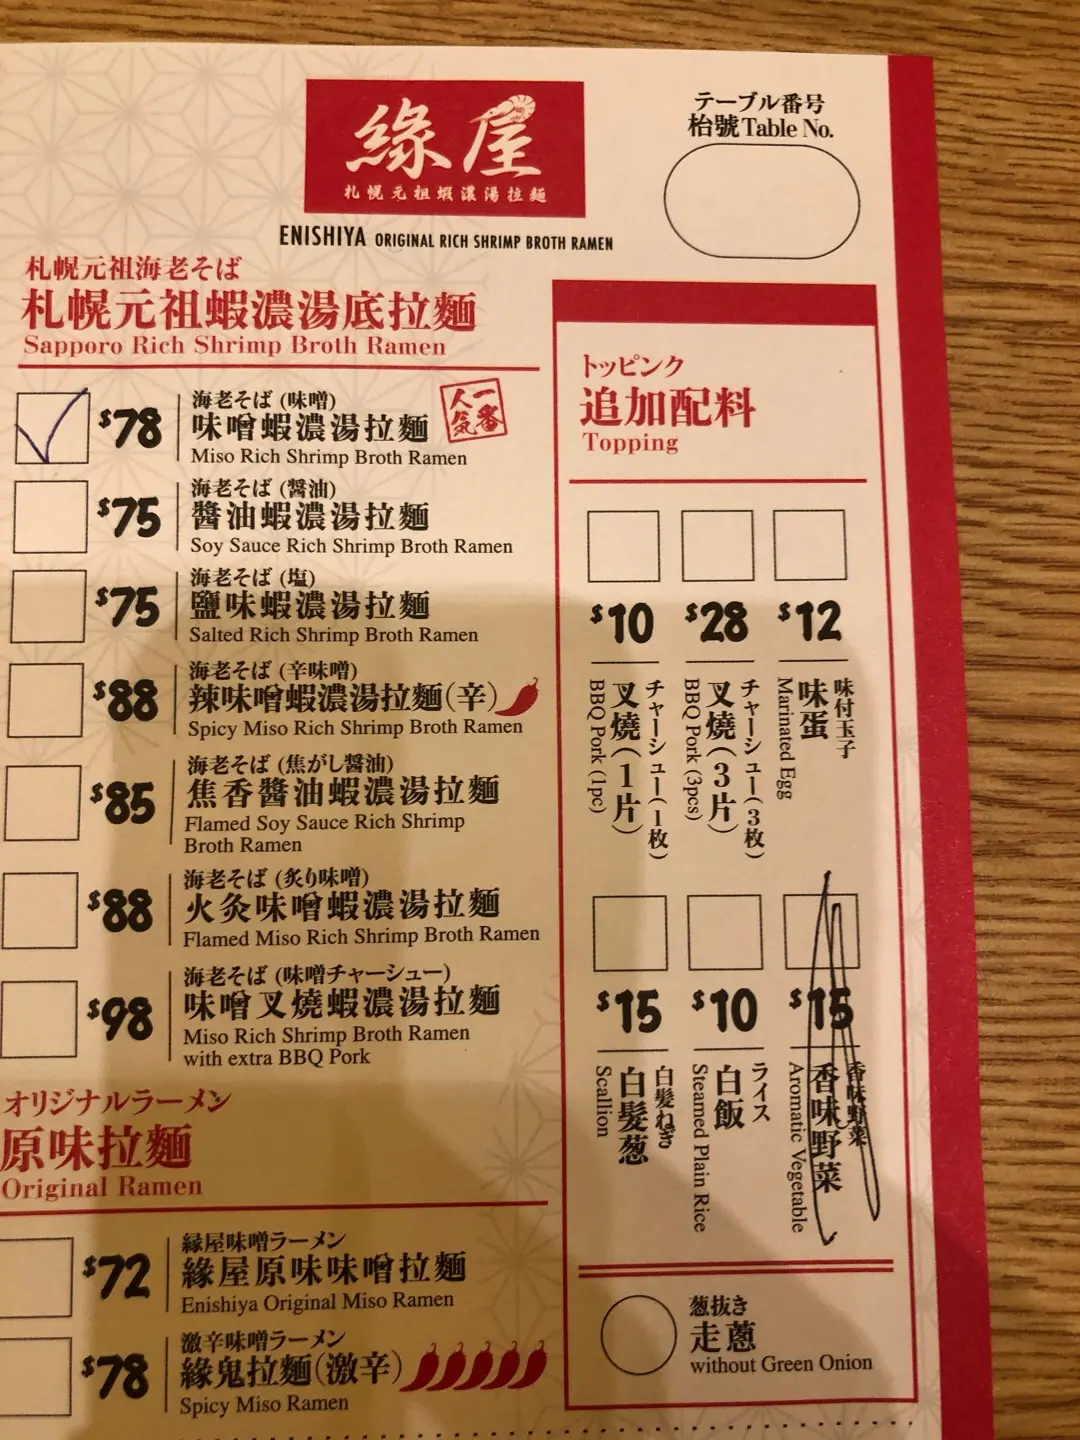 緣屋
札幌元祖蝦濃湯拉麵
ENISHIYA ORIGINAL RICH SHRIMP BROTH RAMEN
テーブル番号
枱號 Table No.
札幌元祖海老そば
札幌元祖蝦濃湯底拉麵
Sapporo Rich Shrimp Broth Ramen
$78
海老そば (味噌)
味噌蝦濃湯拉麵
Miso Rich Shrimp Broth Ramen
一番人気
$75
海老そば (醤油)
醬油蝦濃湯拉麵
Soy Sauce Rich Shrimp Broth Ramen
$75
海老そば (塩)
鹽味蝦濃湯拉麵
Salted Rich Shrimp Broth Ramen
$88
海老そば (辛味噌)
辣味噌蝦濃湯拉麵(辛)
Spicy Miso Rich Shrimp Broth Ramen
$85
海老そば (焦がし醤油)
焦香醬油蝦濃湯拉麵
Flamed Soy Sauce Rich Shrimp
Broth Ramen
$88
海老そば (炙り味噌)
火灸味噌蝦濃湯拉麵
Flamed Miso Rich Shrimp Broth Ramen
$98
海老そば (味噌チャーシュー)
味噌叉燒蝦濃湯拉麵
Miso Rich Shrimp Broth Ramen
with extra BBQ Pork
オリジナルラーメン
原味拉麵
Original Ramen
$72
縁屋味噌ラーメン
緣屋原味味噌拉麵
Enishiya Original Miso Ramen
$78
激辛味噌ラーメン
緣鬼拉麵(激辛)
Spicy Miso Ramen
トッピンク
追加配料
Topping
$10
チャーシュー(1枚)
叉燒(1片)
BBQ Pork (1pc)
$28
チャーシュー(3枚)
叉燒(3片)
BBQ Pork (3pcs)
$12
味付玉子
味蛋
Marinated Egg
$15
白髪ねぎ
白髮葱
Scallion
$10
ライス
白飯
Steamed Plain Rice
$15
香味野菜
香味野菜
Aromatic Vegetable
葱抜き
走蔥
without Green Onion